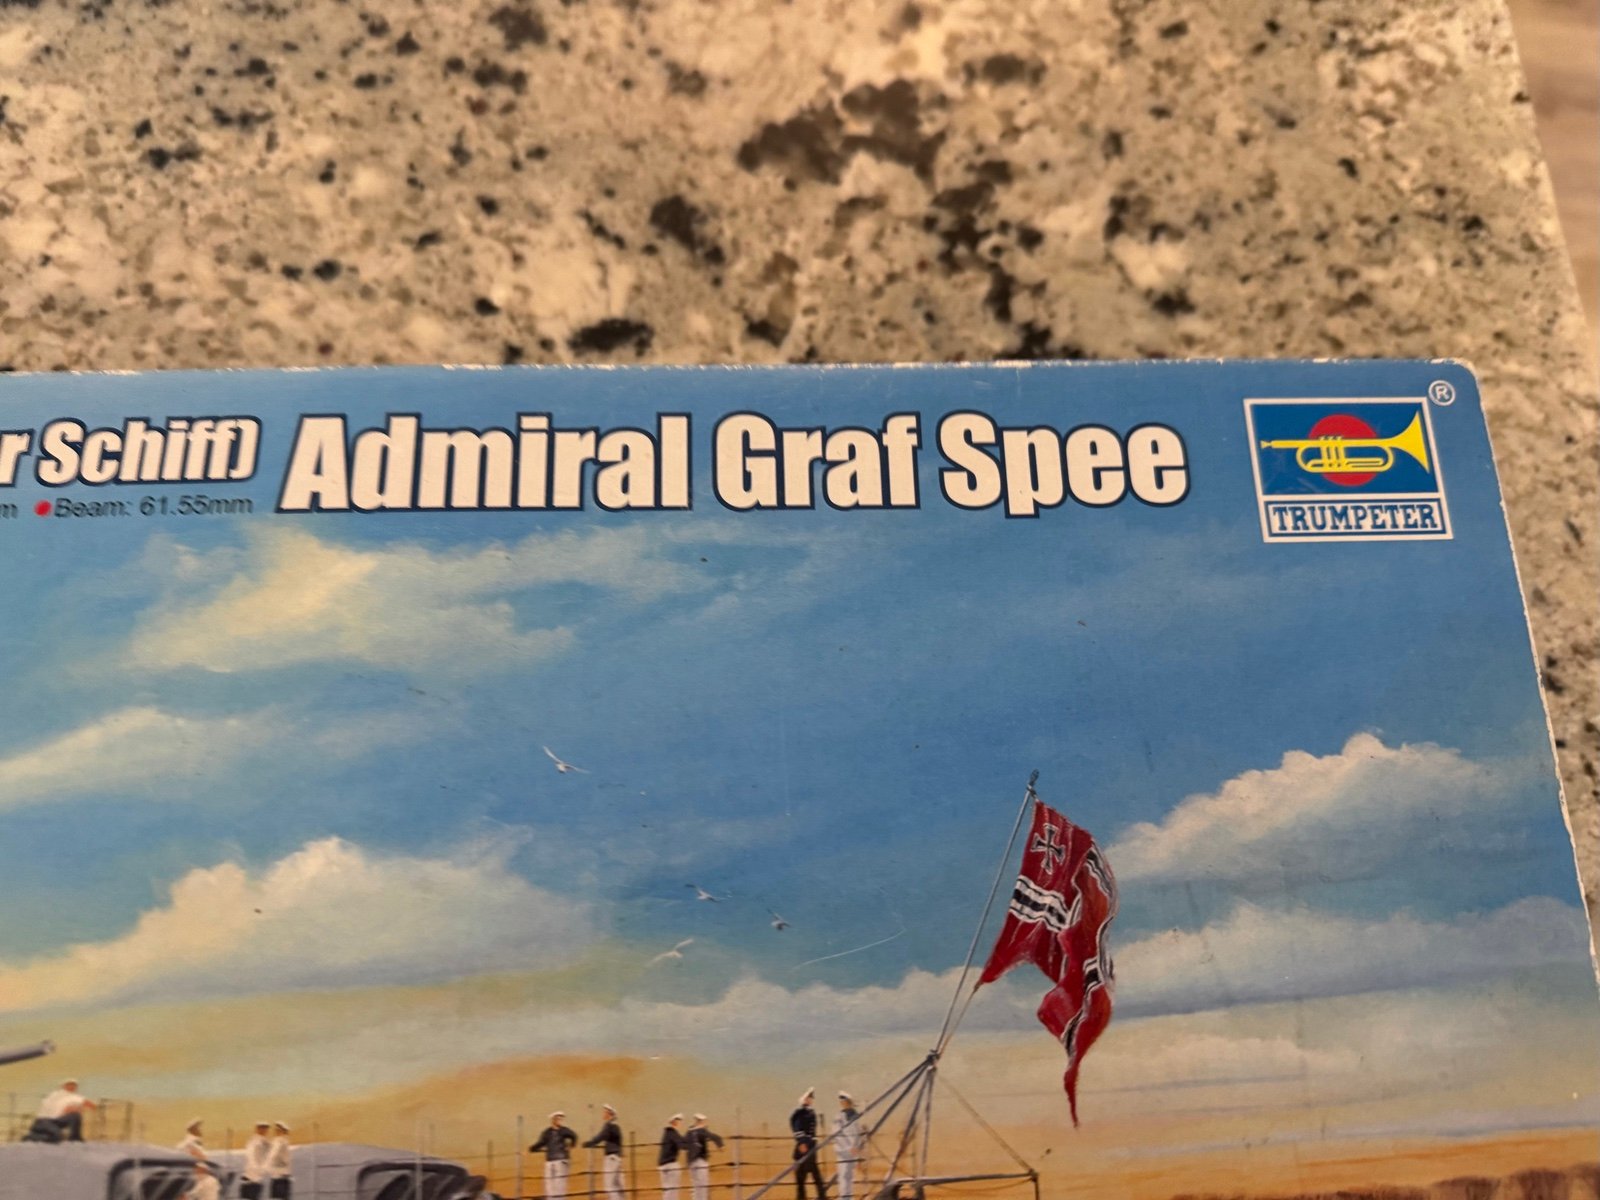 r Schiff) Admiral Graf Spee
m •Beam: 61.55mm
®
TRUMPETER